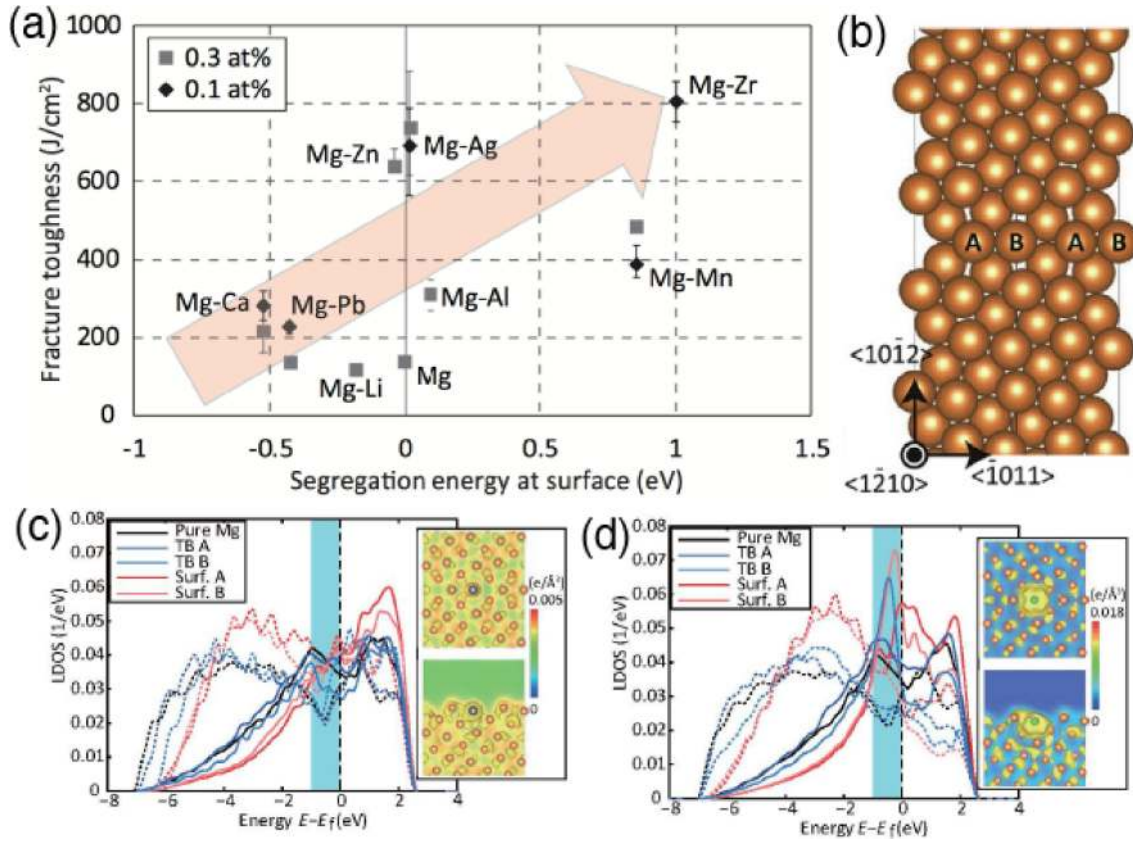 (a)
1000
800
600
400
200
0
Fracture toughness (J/cm²)
0.3 at%
0.1 at%
Mg-Zr
Mg-Zn
Mg-Ag
Mg-Ca
Mg-Pb
Mg-Al
Mg-Mn
Mg-Li
Mg
-1
-0.5
0
0.5
1
1.5
Segregation energy at surface (eV)
(b)
A B A B
<101̄2>
<12̄10>
<1̄011>
(c)
0.08
0.07
0.06
0.05
0.04
0.03
0.02
0.01
0
LDOS (1/eV)
Pure Mg
TB A
TB B
Surf. A
Surf. B
(e/Å³)
0.005
0
−8 −6 −4 −2 0 2 4
Energy E−Ef(eV)
(d)
0.08
0.07
0.06
0.05
0.04
0.03
0.02
0.01
0
LDOS (1/eV)
Pure Mg
TB A
TB B
Surf. A
Surf. B
(e/Å³)
0.018
0
−8 −6 −4 −2 0 2 4
Energy E−Ef(eV)